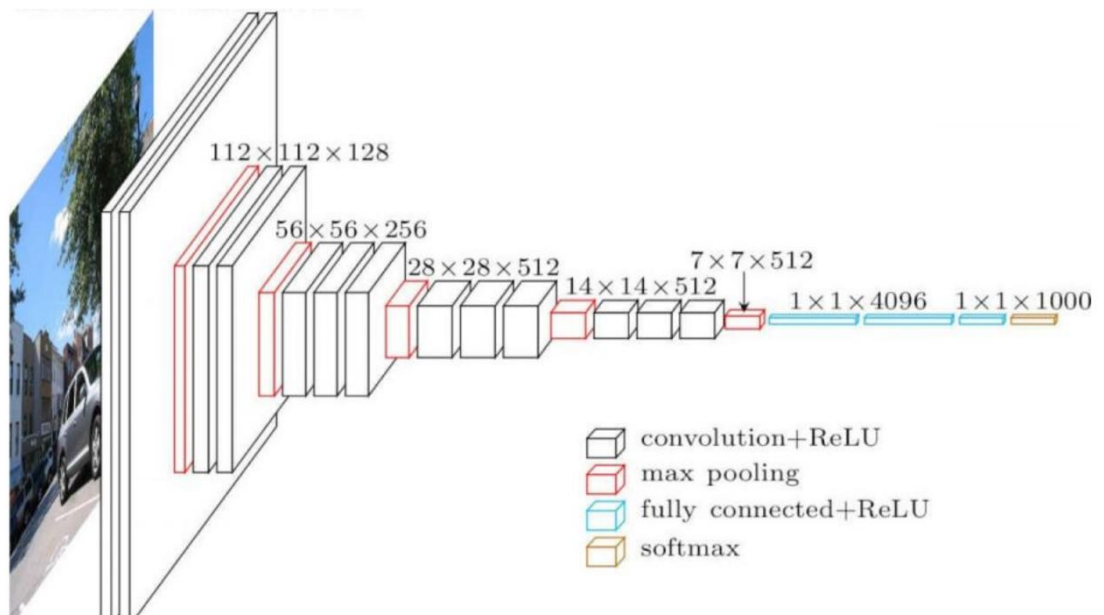 112×112×128
56×56×256
28×28×512
14×14×512
7×7×512
1×1×4096
1×1×1000
convolution+ReLU
max pooling
fully connected+ReLU
softmax